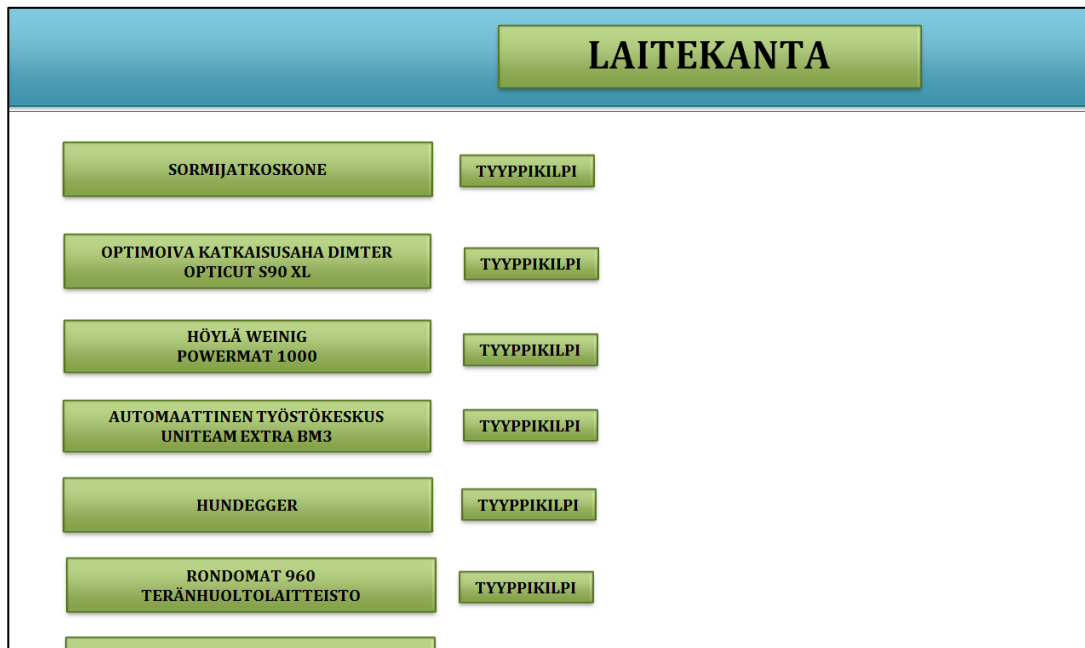 LAITEKANTA
SORMIJATKOSKONE
TYYPPIKILPI
OPTIMOIVA KATKAISUSAHA DIMTER
OPTICUT S90 XL
TYYPPIKILPI
HÖYLÄ WEINIG
POWERMAT 1000
TYYPPIKILPI
AUTOMAATTINEN TYÖSTÖKESKUS
UNITEAM EXTRA BM3
TYYPPIKILPI
HUNDEGGER
TYYPPIKILPI
RONDOMAT 960
TERÄNHUOLTOLAITTEISTO
TYYPPIKILPI